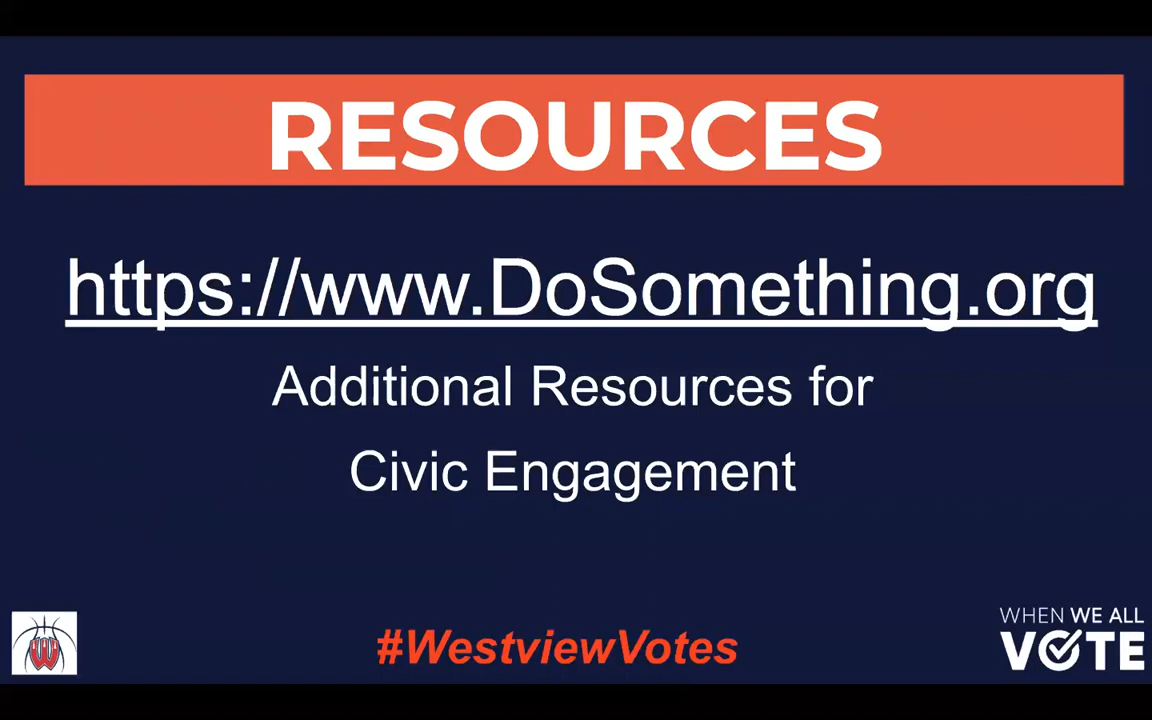 RESOURCES
https://www.DoSomething.org
Additional Resources for
Civic Engagement
W
#WestviewVotes
WHEN WE ALL
VOTE